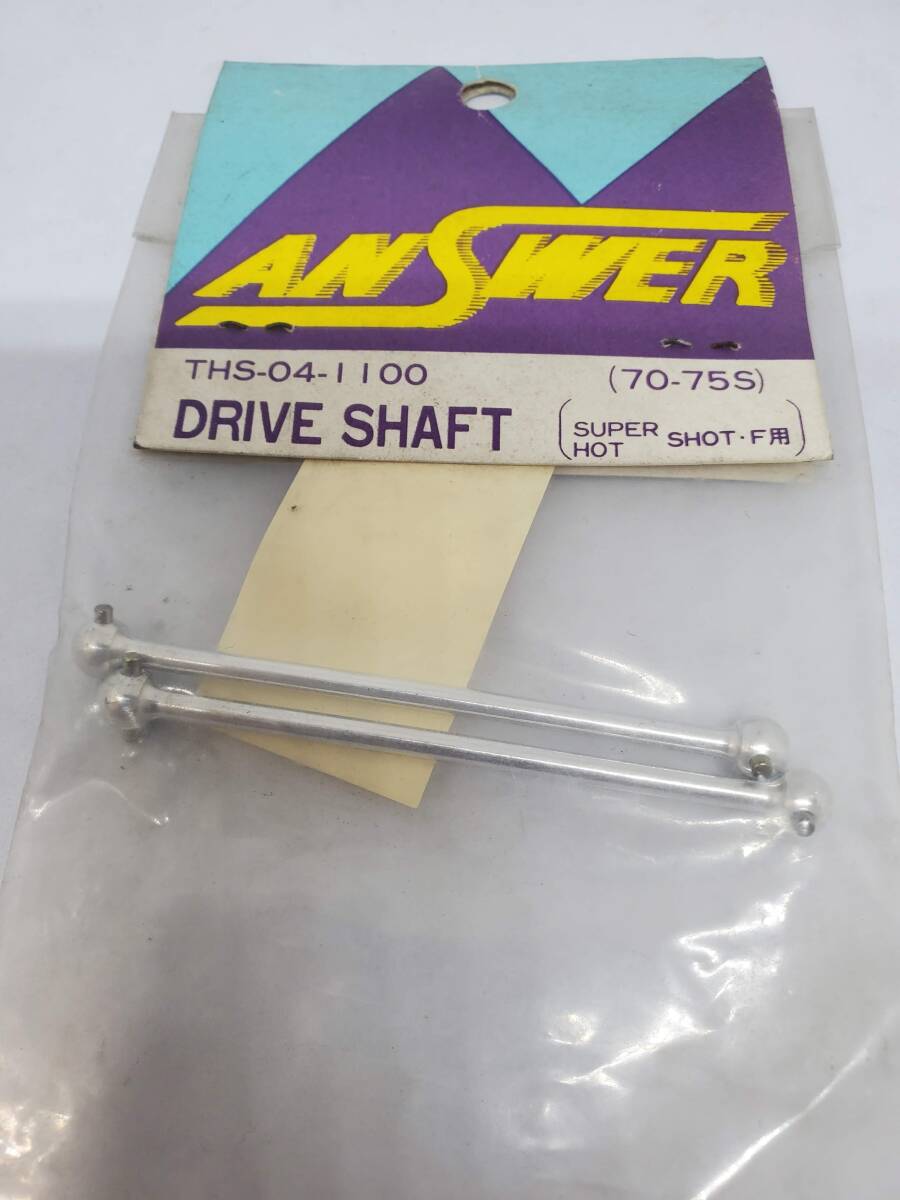 ANSWER
THS-04-1100 (70-75S)
DRIVE SHAFT (SUPER HOT SHOT・F用)